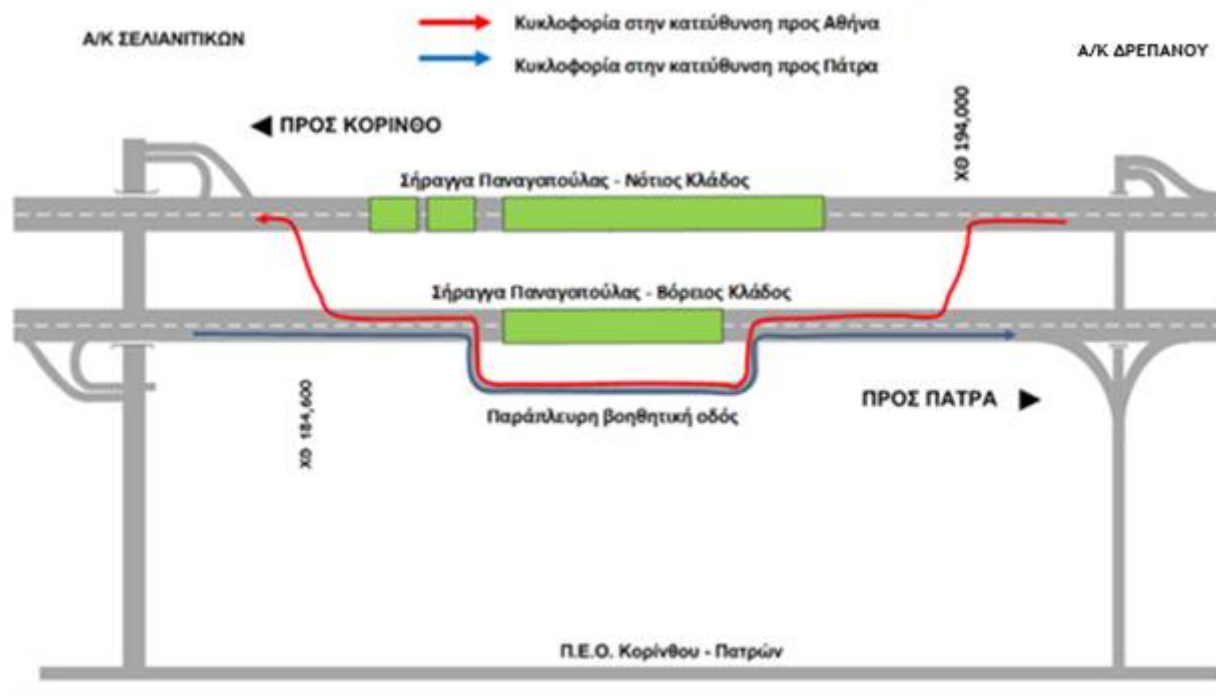 Κυκλοφορία στην κατεύθυνση προς Αθήνα
Α/Κ ΣΕΛΙΑΝΙΤΙΚΩΝ
Α/Κ ΔΡΕΠΑΝΟΥ
Κυκλοφορία στην κατεύθυνση προς Πάτρα
ΠΡΟΣ ΚΟΡΙΝΘΟ
ΧΘ 194,000
Σήραγγα Παναγοπούλας - Νότιος Κλάδος
Σήραγγα Παναγοπούλας - Βόρειος Κλάδος
ΧΘ 184,600
ΠΡΟΣ ΠΑΤΡΑ
Παράπλευρη βοηθητική οδός
Π.Ε.Ο. Κορίνθου - Πατρών